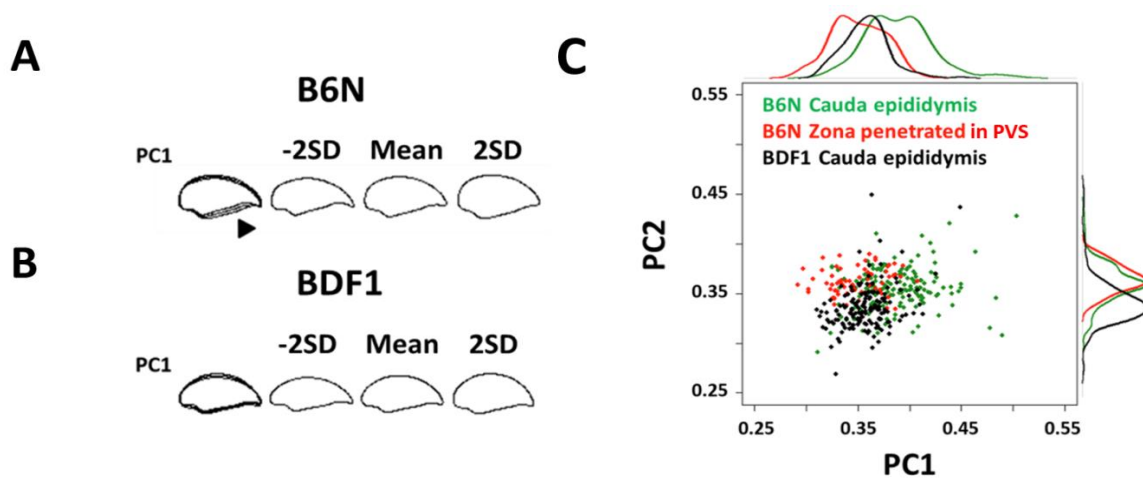 A
B6N
PC1 -2SD Mean 2SD
B
BDF1
PC1 -2SD Mean 2SD
C
B6N Cauda epididymis
B6N Zona penetrated in PVS
BDF1 Cauda epididymis
PC2
0.55
0.45
0.35
0.25
0.25 0.35 0.45 0.55
PC1